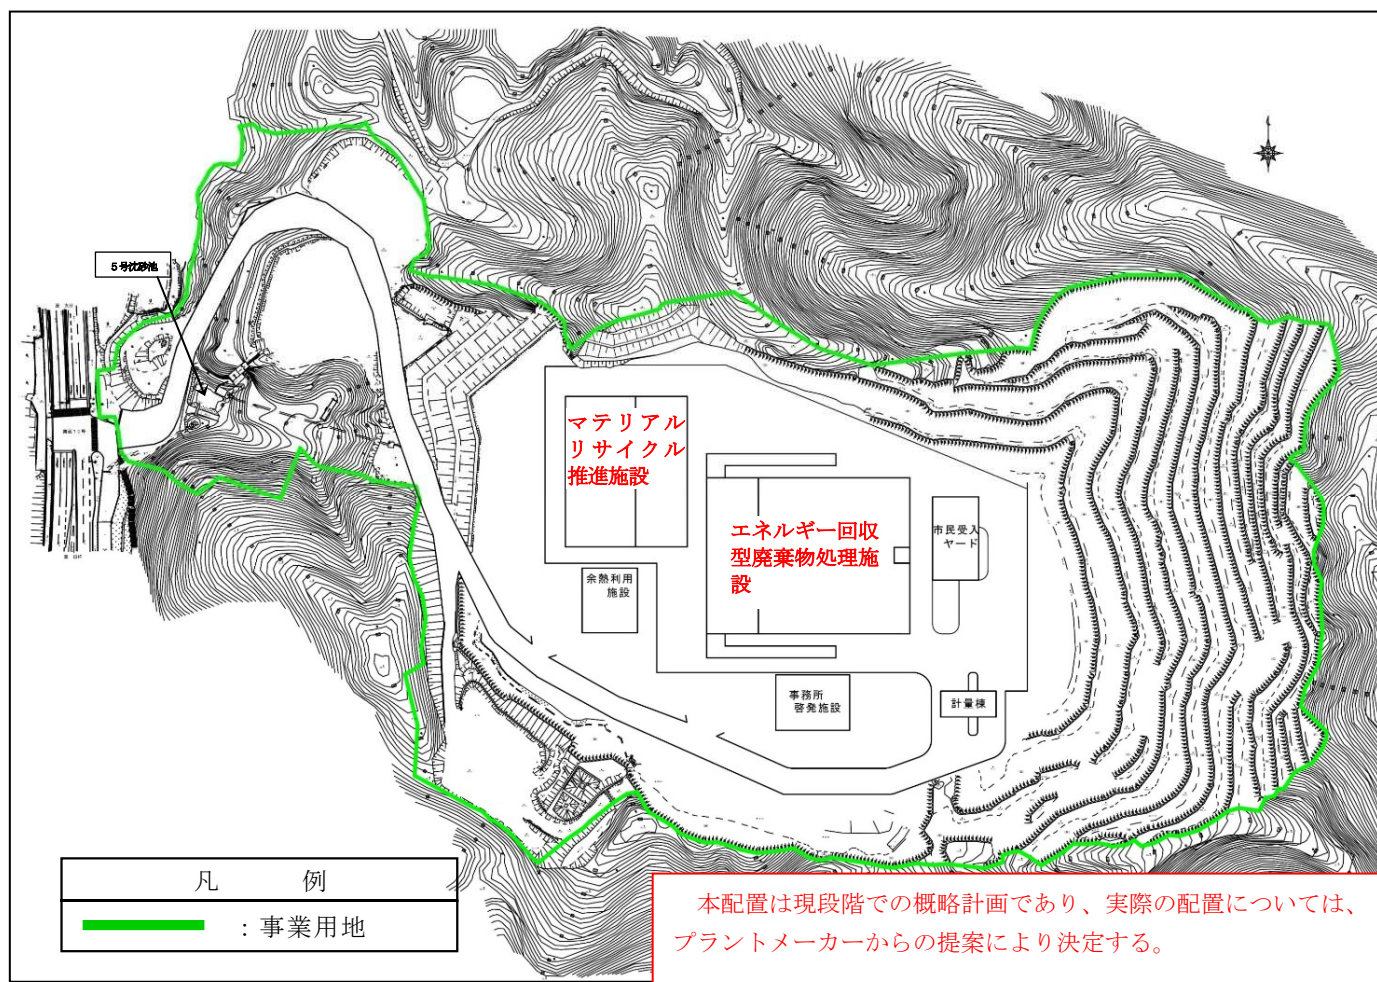 5号沈砂池
マテリアル
リサイクル
推進施設
エネルギー回収
型廃棄物処理施
設
市民受入
ヤード
余熱利用
施設
事務所
啓発施設
計量棟
凡 例
：事業用地
本配置は現段階での概略計画であり、実際の配置については、
プラントメーカーからの提案により決定する。